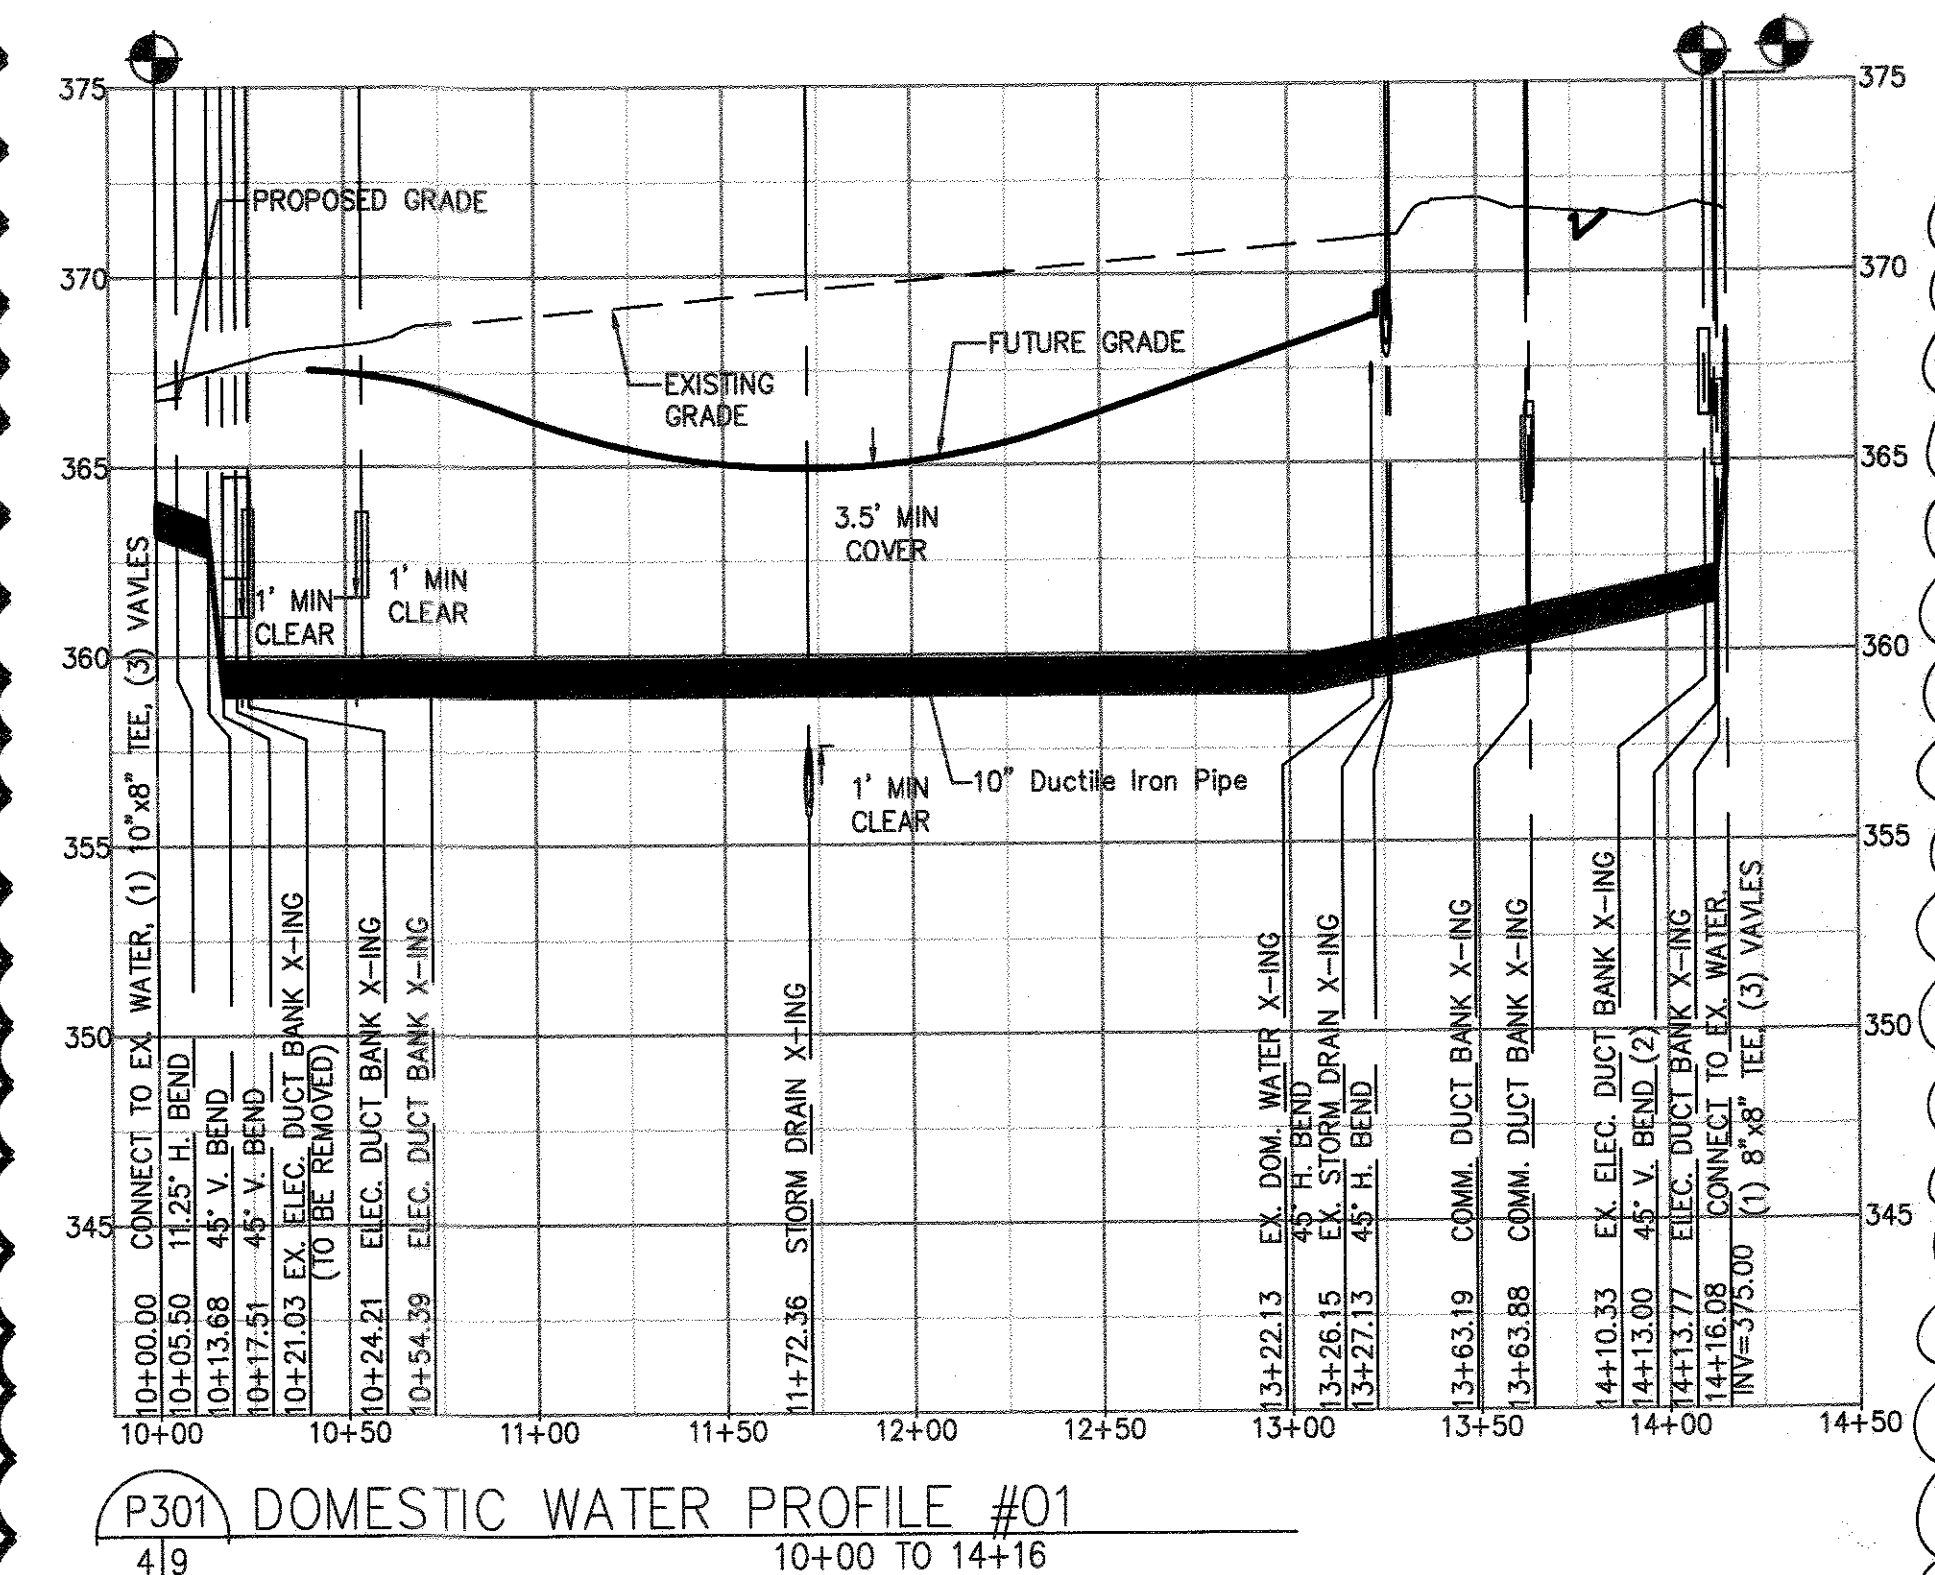 375
375
PROPOSED GRADE
370
370
FUTURE GRADE
EXISTING
GRADE
365
365
3.5' MIN
COVER
1' MIN
CLEAR
1' MIN
CLEAR
360
360
10" Ductile Iron Pipe
1' MIN
CLEAR
355
355
350
350
345
345
10+00.00 CONNECT TO EX. WATER, (1) 10"x8" TEE, (3) VAVLES
10+05.50 11.25° H. BEND
10+13.68 45° V. BEND
10+17.51 45° V. BEND
10+21.03 EX. ELEC. DUCT BANK X-ING
(TO BE REMOVED)
10+24.21 ELEC. DUCT BANK X-ING
10+54.39 ELEC. DUCT BANK X-ING
11+72.36 STORM DRAIN X-ING
13+22.13 EX. DOM. WATER X-ING
45° H. BEND
13+26.15 EX. STORM DRAIN X-ING
13+27.13 45° H. BEND
13+63.19 COMM. DUCT BANK X-ING
13+63.88 COMM. DUCT BANK X-ING
14+10.33 EX. ELEC. DUCT BANK X-ING
14+13.00 45° V. BEND (2)
14+13.77 ELEC. DUCT BANK X-ING
14+16.08 CONNECT TO EX. WATER,
INV=375.00 (1) 8"x8" TEE, (3) VAVLES
10+00 10+50 11+00 11+50 12+00 12+50 13+00 13+50 14+00 14+50
P301 DOMESTIC WATER PROFILE #01
4|9 10+00 TO 14+16